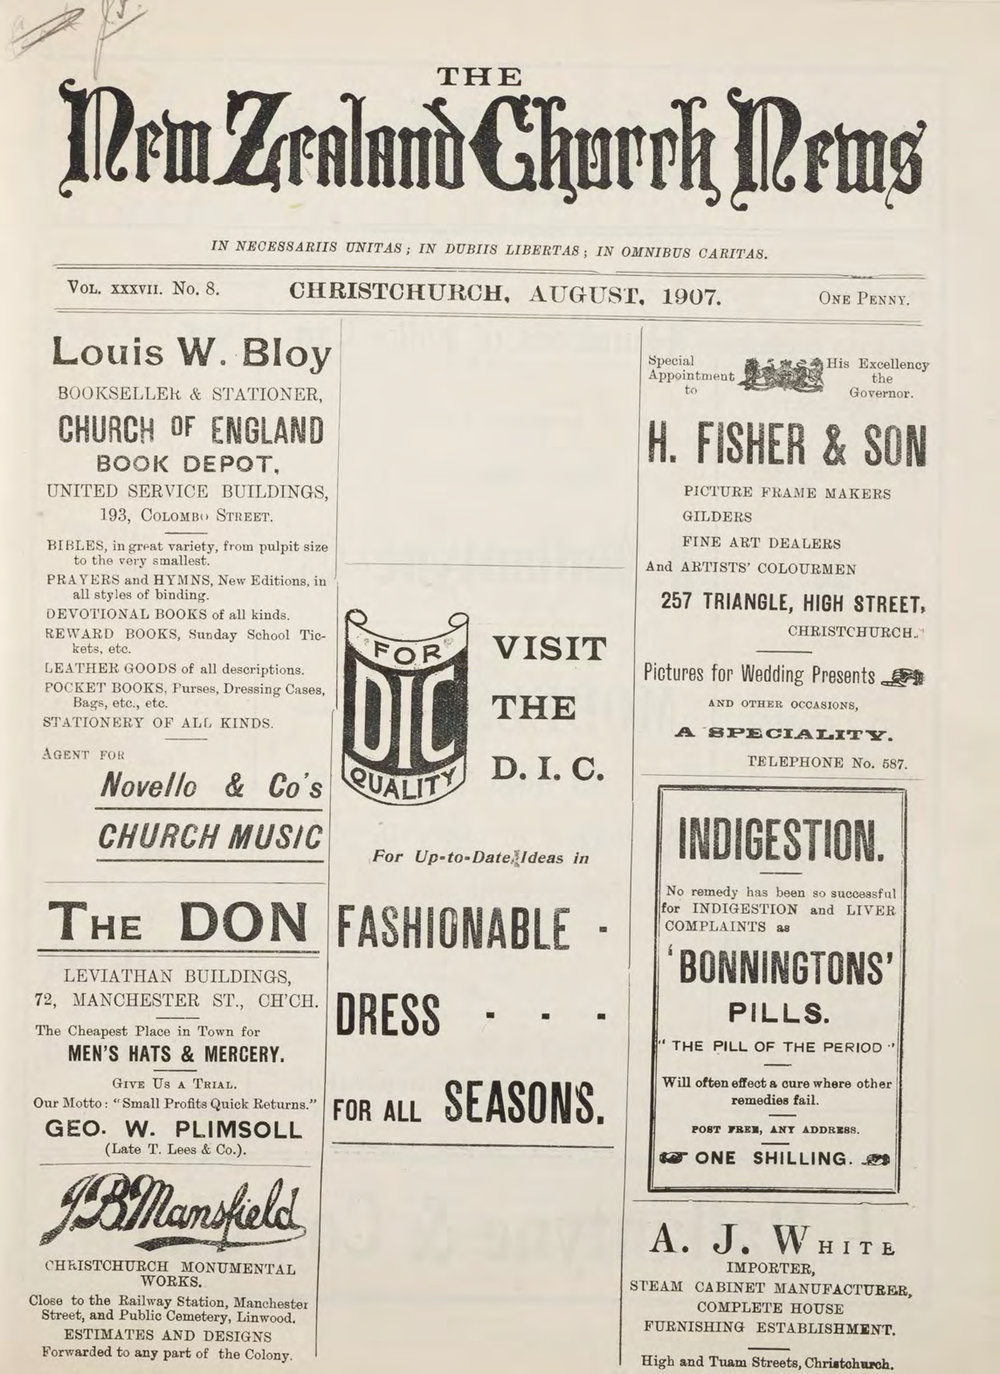 THE
New Zealand Church News
IN NECESSARIIS UNITAS; IN DUBIIS LIBERTAS; IN OMNIBUS CARITAS.
VOL. XXXVII. No. 8.
CHRISTCHURCH, AUGUST, 1907.
ONE PENNY.
Louis W. Bloy
BOOKSELLER & STATIONER,
CHURCH OF ENGLAND
BOOK DEPOT,
UNITED SERVICE BUILDINGS,
193, COLOMBO STREET.
BIBLES, in great variety, from pulpit size
to the very smallest.
PRAYERS and HYMNS, New Editions, in
all styles of binding.
DEVOTIONAL BOOKS of all kinds.
REWARD BOOKS, Sunday School Tic-
kets, etc.
LEATHER GOODS of all descriptions.
POCKET BOOKS, Purses, Dressing Cases,
Bags, etc., etc.
STATIONERY OF ALL KINDS.
AGENT FOR
Novello & Co's
CHURCH MUSIC
THE DON
LEVIATHAN BUILDINGS,
72, MANCHESTER ST., CH'CH.
The Cheapest Place in Town for
MEN'S HATS & MERCERY.
GIVE US A TRIAL.
Our Motto: "Small Profits Quick Returns."
GEO. W. PLIMSOLL
(Late T. Lees & Co.).
J B Mansfield
CHRISTCHURCH MONUMENTAL
WORKS.
Close to the Railway Station, Manchester
Street, and Public Cemetery, Linwood.
ESTIMATES AND DESIGNS
Forwarded to any part of the Colony.
FOR
DIC
QUALITY
VISIT
THE
D. I. C.
For Up-to-Date Ideas in
FASHIONABLE -
DRESS - - -
FOR ALL SEASONS.
Special
Appointment
to
His Excellency
the
Governor.
H. FISHER & SON
PICTURE FRAME MAKERS
GILDERS
FINE ART DEALERS
And ARTISTS' COLOURMEN
257 TRIANGLE, HIGH STREET,
CHRISTCHURCH.
Pictures for Wedding Presents
AND OTHER OCCASIONS,
A SPECIALITY.
TELEPHONE No. 587.
INDIGESTION.
No remedy has been so successful
for INDIGESTION and LIVER
COMPLAINTS as
'BONNINGTONS'
PILLS.
"THE PILL OF THE PERIOD"
Will often effect a cure where other
remedies fail.
POST FREE, ANY ADDRESS.
ONE SHILLING.
A. J. WHITE
IMPORTER,
STEAM CABINET MANUFACTURER,
COMPLETE HOUSE
FURNISHING ESTABLISHMENT.
High and Tuam Streets, Christchurch.